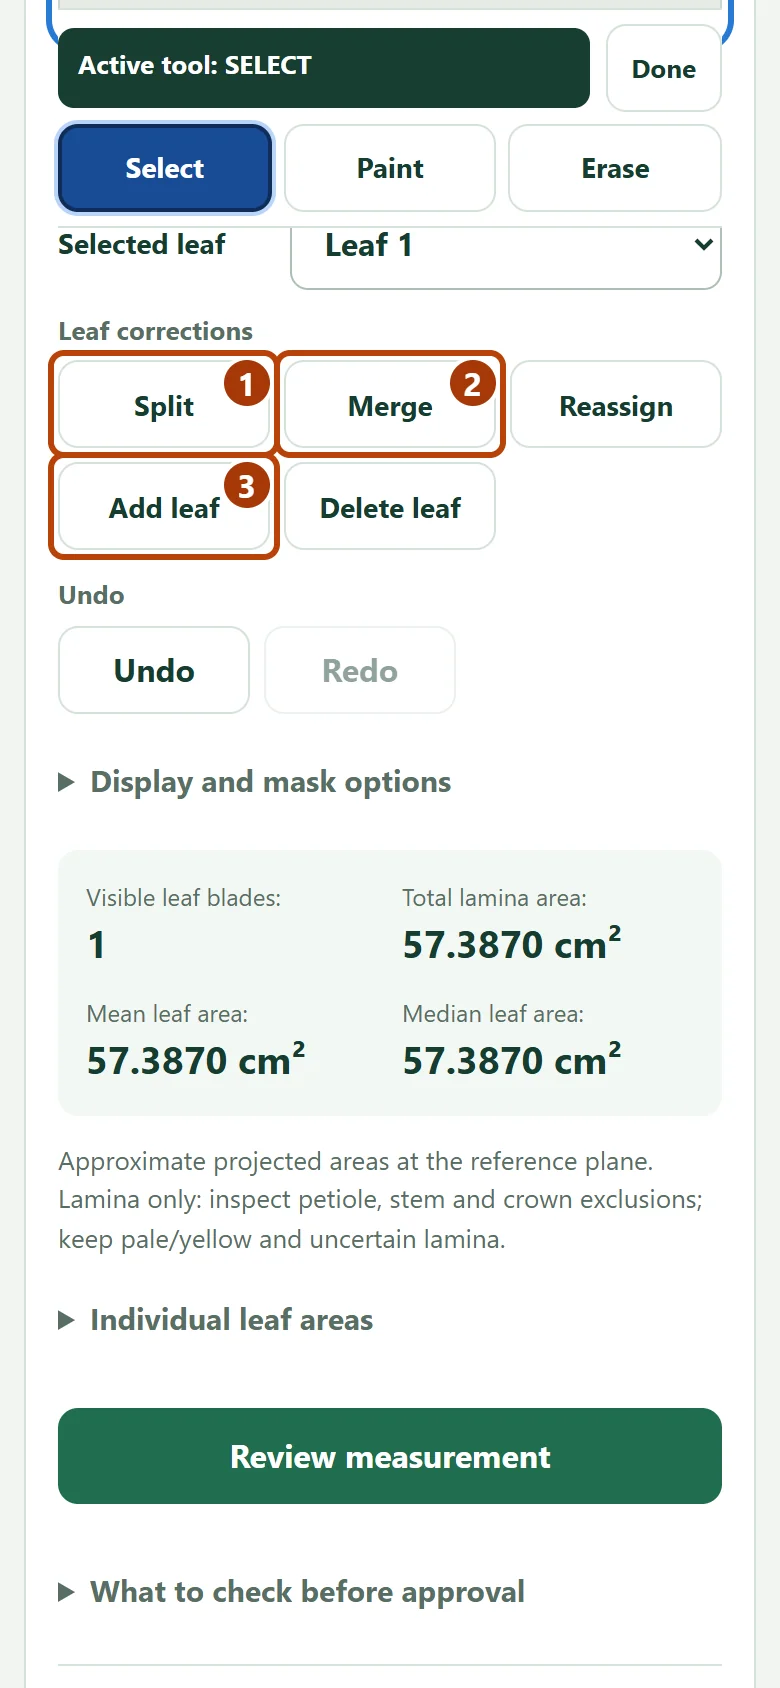 Active tool: SELECT
Done
Select
Paint
Erase
Selected leaf
Leaf 1
Leaf corrections
Split
1
Merge
2
Reassign
Add leaf
3
Delete leaf
Undo
Undo
Redo
Display and mask options
Visible leaf blades:
1
Total lamina area:
57.3870 cm²
Mean leaf area:
57.3870 cm²
Median leaf area:
57.3870 cm²
Approximate projected areas at the reference plane.
Lamina only: inspect petiole, stem and crown exclusions;
keep pale/yellow and uncertain lamina.
Individual leaf areas
Review measurement
What to check before approval